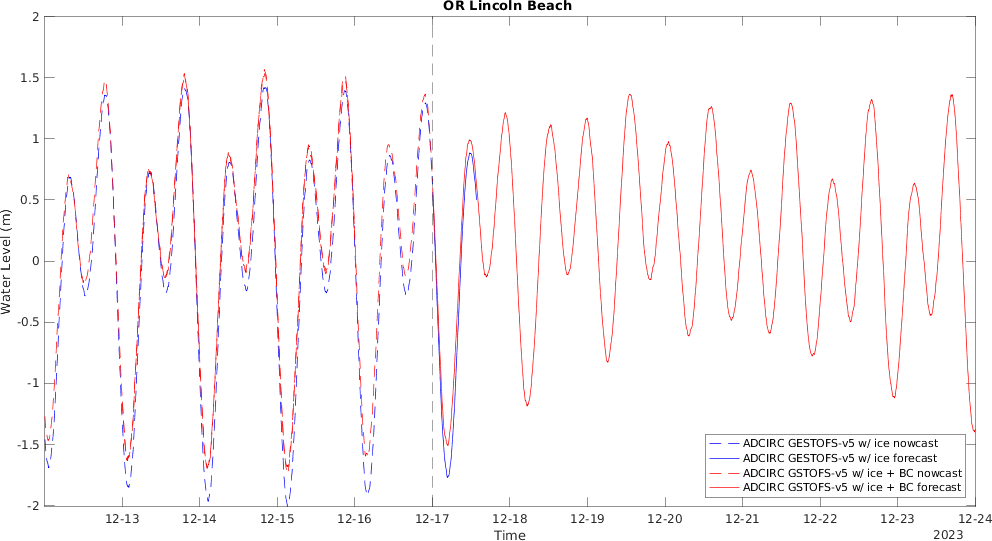 OR Lincoln Beach
2
1.5
1
0.5
0
-0.5
-1
-1.5
-2
Water Level (m)
ADCIRC GESTOFS-v5 w/ ice nowcast
ADCIRC GESTOFS-v5 w/ ice forecast
ADCIRC GSTOFS-v5 w/ ice + BC nowcast
ADCIRC GSTOFS-v5 w/ ice + BC forecast
12-13 12-14 12-15 12-16 12-17 12-18 12-19 12-20 12-21 12-22 12-23 12-24
Time
2023